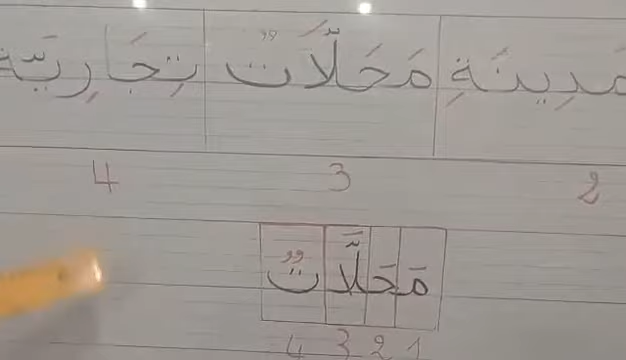 مَدِينَةِ مَحَلَّاتٌ تِجَارِيَّة
2 3 4
مَحَلَّاتٌ
1 2 3 4